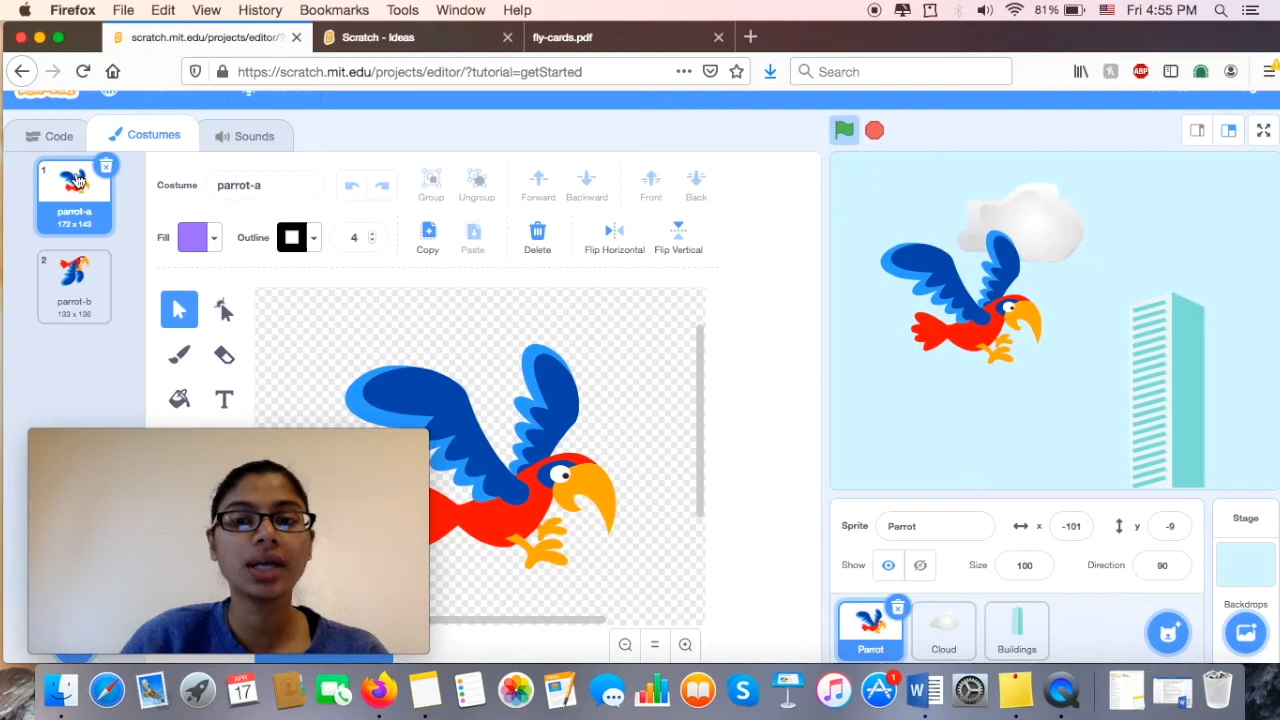 Firefox File Edit View History Bookmarks Tools Window Help 81% Fri 4:55 PM
scratch.mit.edu/projects/editor/? Scratch - Ideas fly-cards.pdf
https://scratch.mit.edu/projects/editor/?tutorial=getStarted Search ABP
Code Costumes Sounds
1
parrot-a
172 x 143
2
parrot-b
133 x 136
Costume parrot-a Group Ungroup Forward Backward Front Back
Fill Outline 4 Copy Paste Delete Flip Horizontal Flip Vertical
T
Sprite Parrot x -101 y -9
Show Size 100 Direction 90
Parrot Cloud Buildings
Stage
Backdrops
APR
17
1